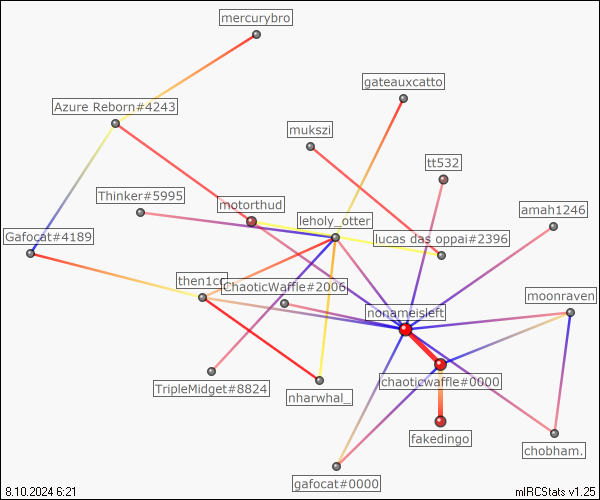 mercurybro
gateauxcatto
Azure Reborn#4243
mukszi
tt532
Thinker#5995
motorthud
amah1246
leholy_otter
Gafocat#4189
lucas das oppai#2396
then1cc
ChaoticWaffle#2006
moonraven
nonameisleft
TripleMidget#8824
chaoticwaffle#0000
nharwhal_
fakedingo
chobham.
gafocat#0000
8.10.2024 6:21
mIRCStats v1.25